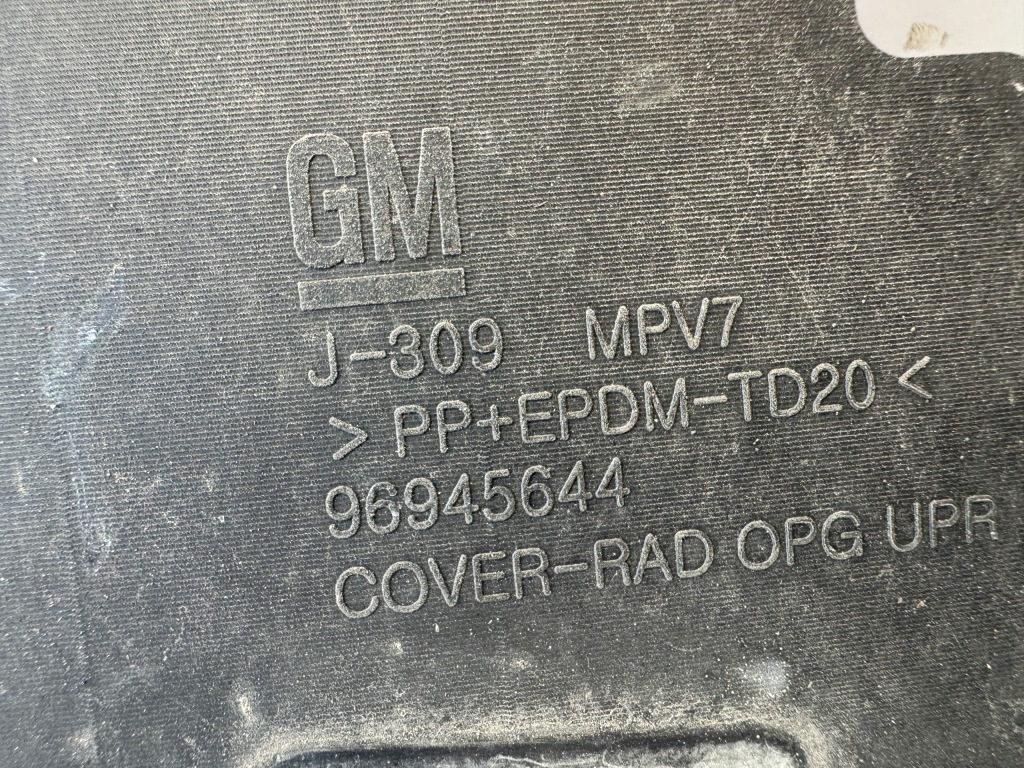 GM
J-309 MPV7
> PP+EPDM-TD20 <
96945644
COVER-RAD OPG UPR